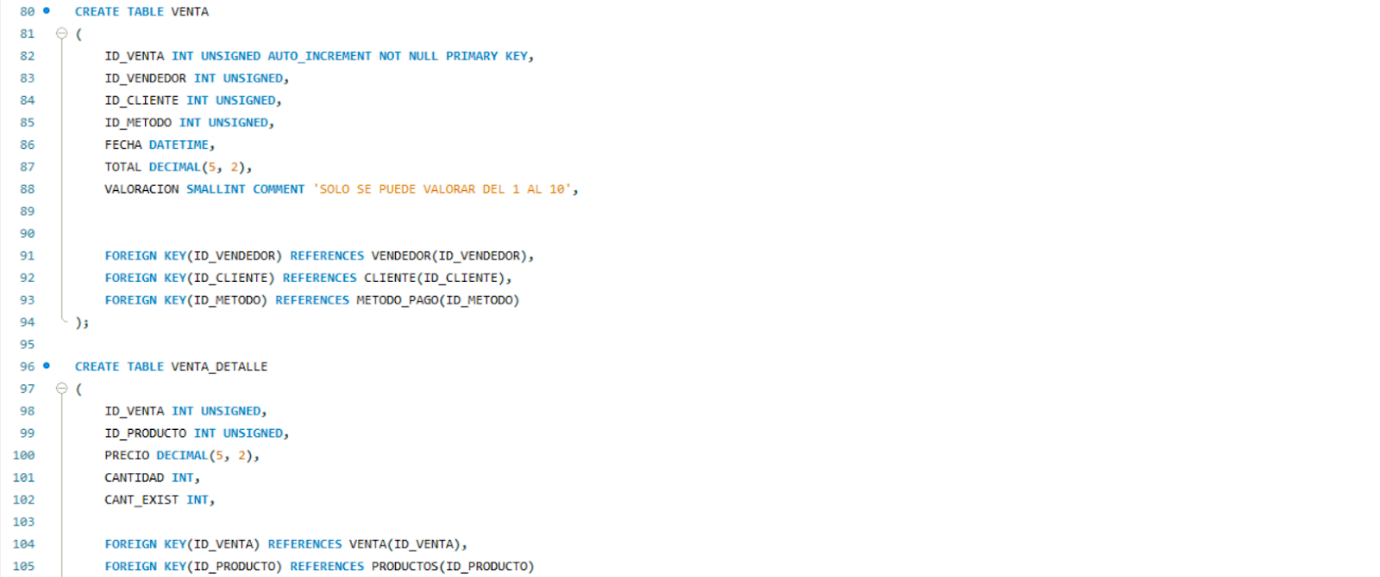 80 CREATE TABLE VENTA
81 (
82 ID_VENTA INT UNSIGNED AUTO_INCREMENT NOT NULL PRIMARY KEY,
83 ID_VENDEDOR INT UNSIGNED,
84 ID_CLIENTE INT UNSIGNED,
85 ID_METODO INT UNSIGNED,
86 FECHA DATETIME,
87 TOTAL DECIMAL(5, 2),
88 VALORACION SMALLINT COMMENT 'SOLO SE PUEDE VALORAR DEL 1 AL 10',
89
90
91 FOREIGN KEY(ID_VENDEDOR) REFERENCES VENDEDOR(ID_VENDEDOR),
92 FOREIGN KEY(ID_CLIENTE) REFERENCES CLIENTE(ID_CLIENTE),
93 FOREIGN KEY(ID_METODO) REFERENCES METODO_PAGO(ID_METODO)
94 );
95
96 CREATE TABLE VENTA_DETALLE
97 (
98 ID_VENTA INT UNSIGNED,
99 ID_PRODUCTO INT UNSIGNED,
100 PRECIO DECIMAL(5, 2),
101 CANTIDAD INT,
102 CANT_EXIST INT,
103
104 FOREIGN KEY(ID_VENTA) REFERENCES VENTA(ID_VENTA),
105 FOREIGN KEY(ID_PRODUCTO) REFERENCES PRODUCTOS(ID_PRODUCTO)